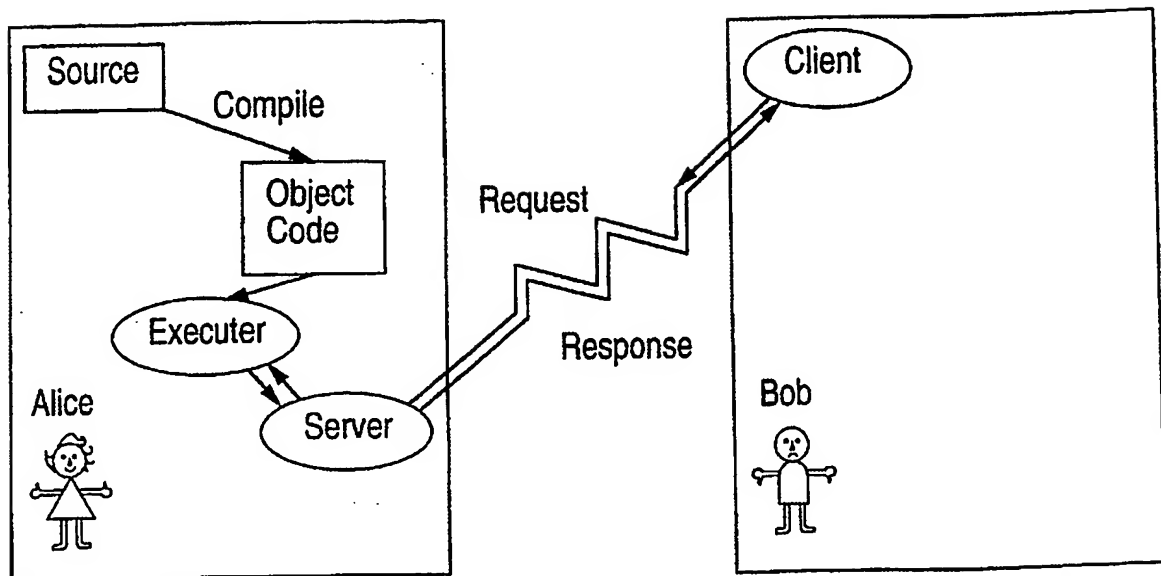 Source
Compile
Object
Code
Executer
Server
Alice
Request
Response
Client
Bob